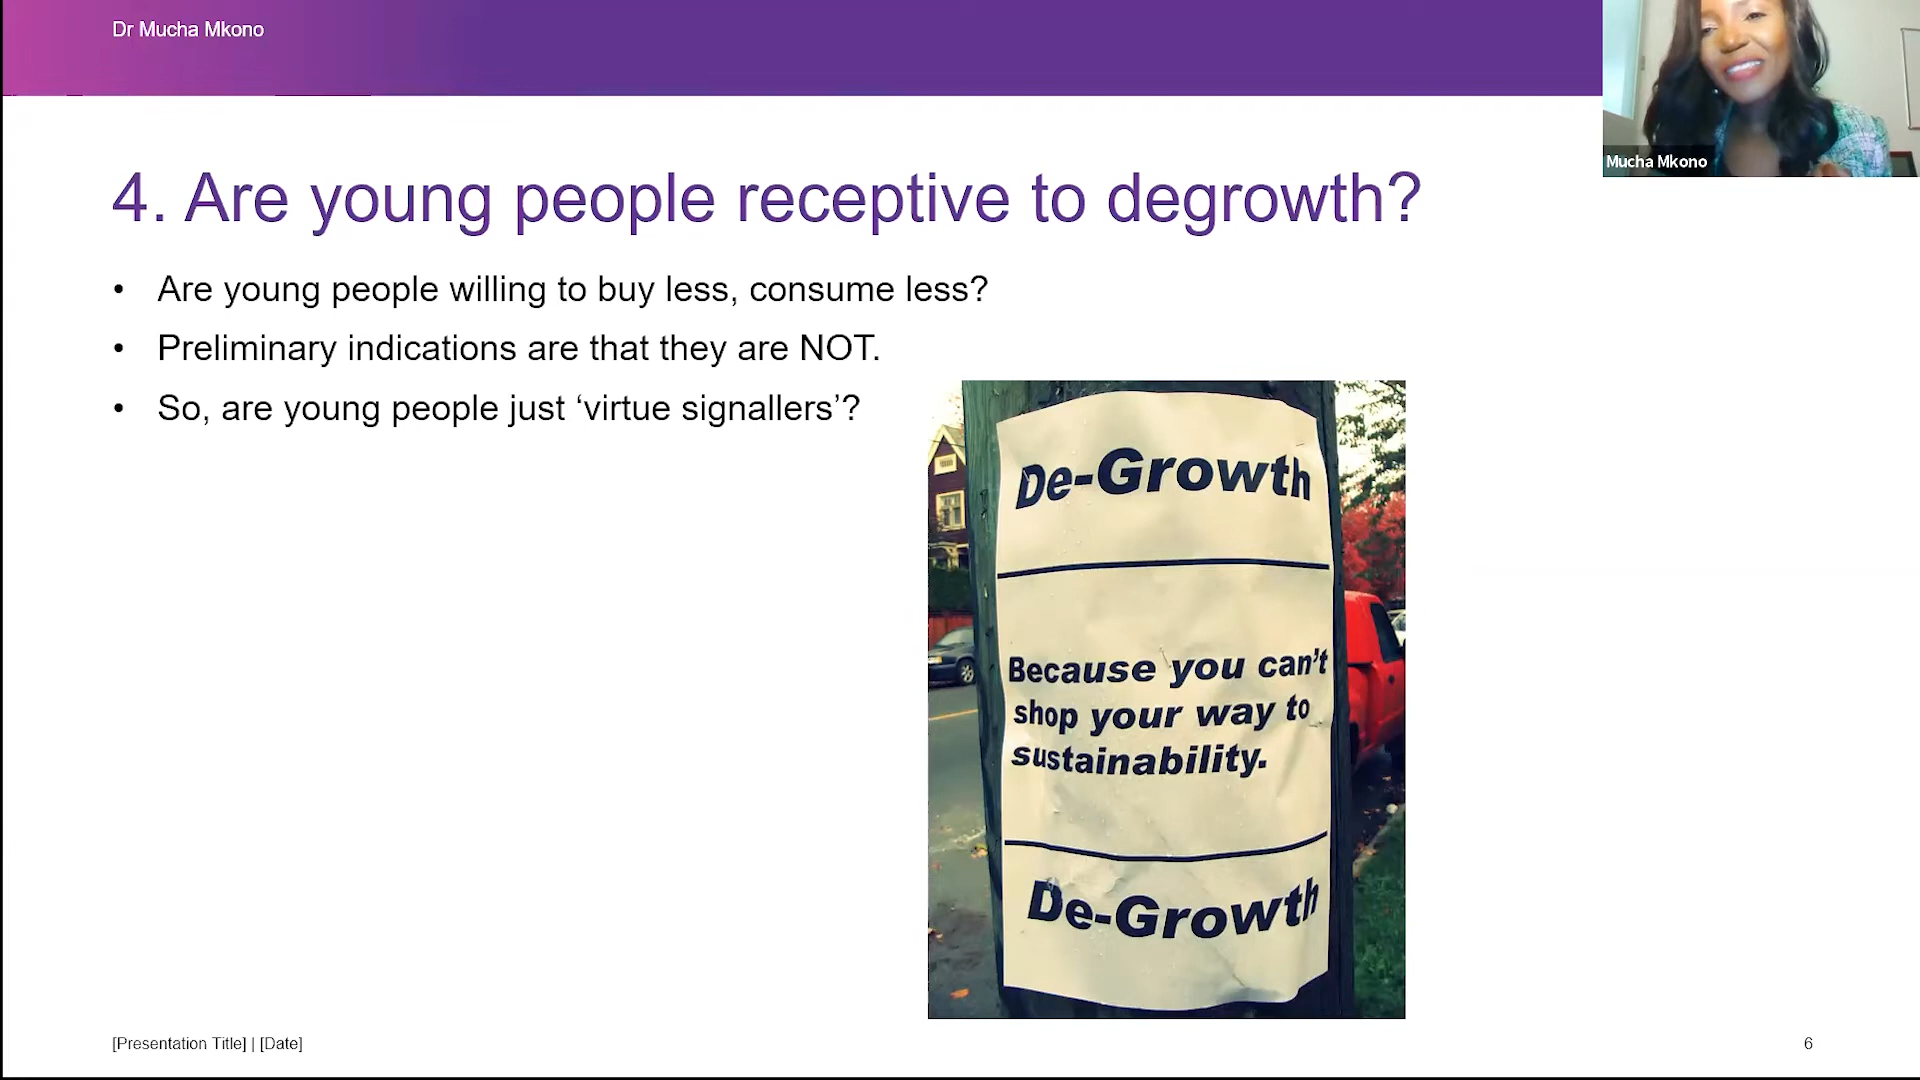 Dr Mucha Mkono
Mucha Mkono
4. Are young people receptive to degrowth?
• Are young people willing to buy less, consume less?
• Preliminary indications are that they are NOT.
• So, are young people just ‘virtue signallers’?
De-Growth
Because you can't
shop your way to
sustainability.
De-Growth
[Presentation Title] | [Date]
6